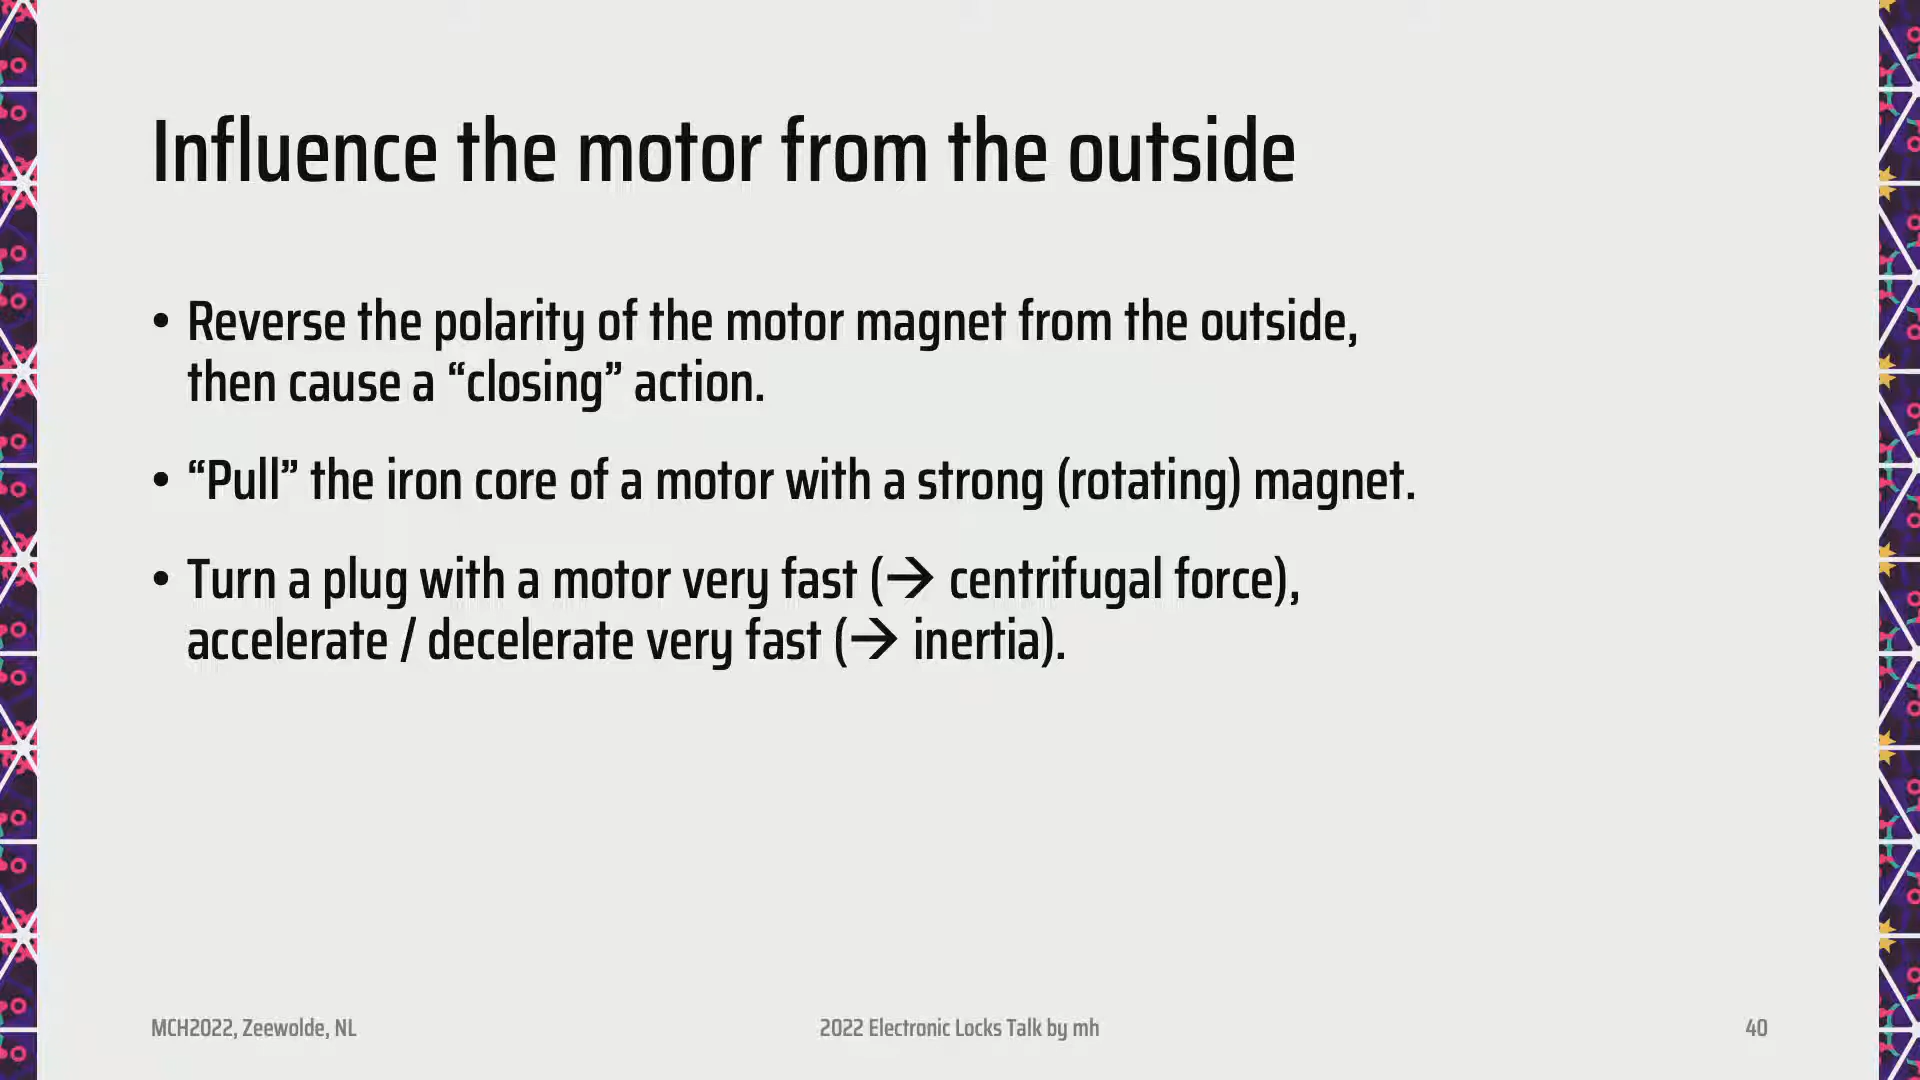 Influence the motor from the outside
• Reverse the polarity of the motor magnet from the outside,
then cause a “closing” action.
• “Pull” the iron core of a motor with a strong (rotating) magnet.
• Turn a plug with a motor very fast (→ centrifugal force),
accelerate / decelerate very fast (→ inertia).
MCH2022, Zeewolde, NL
2022 Electronic Locks Talk by mh
40